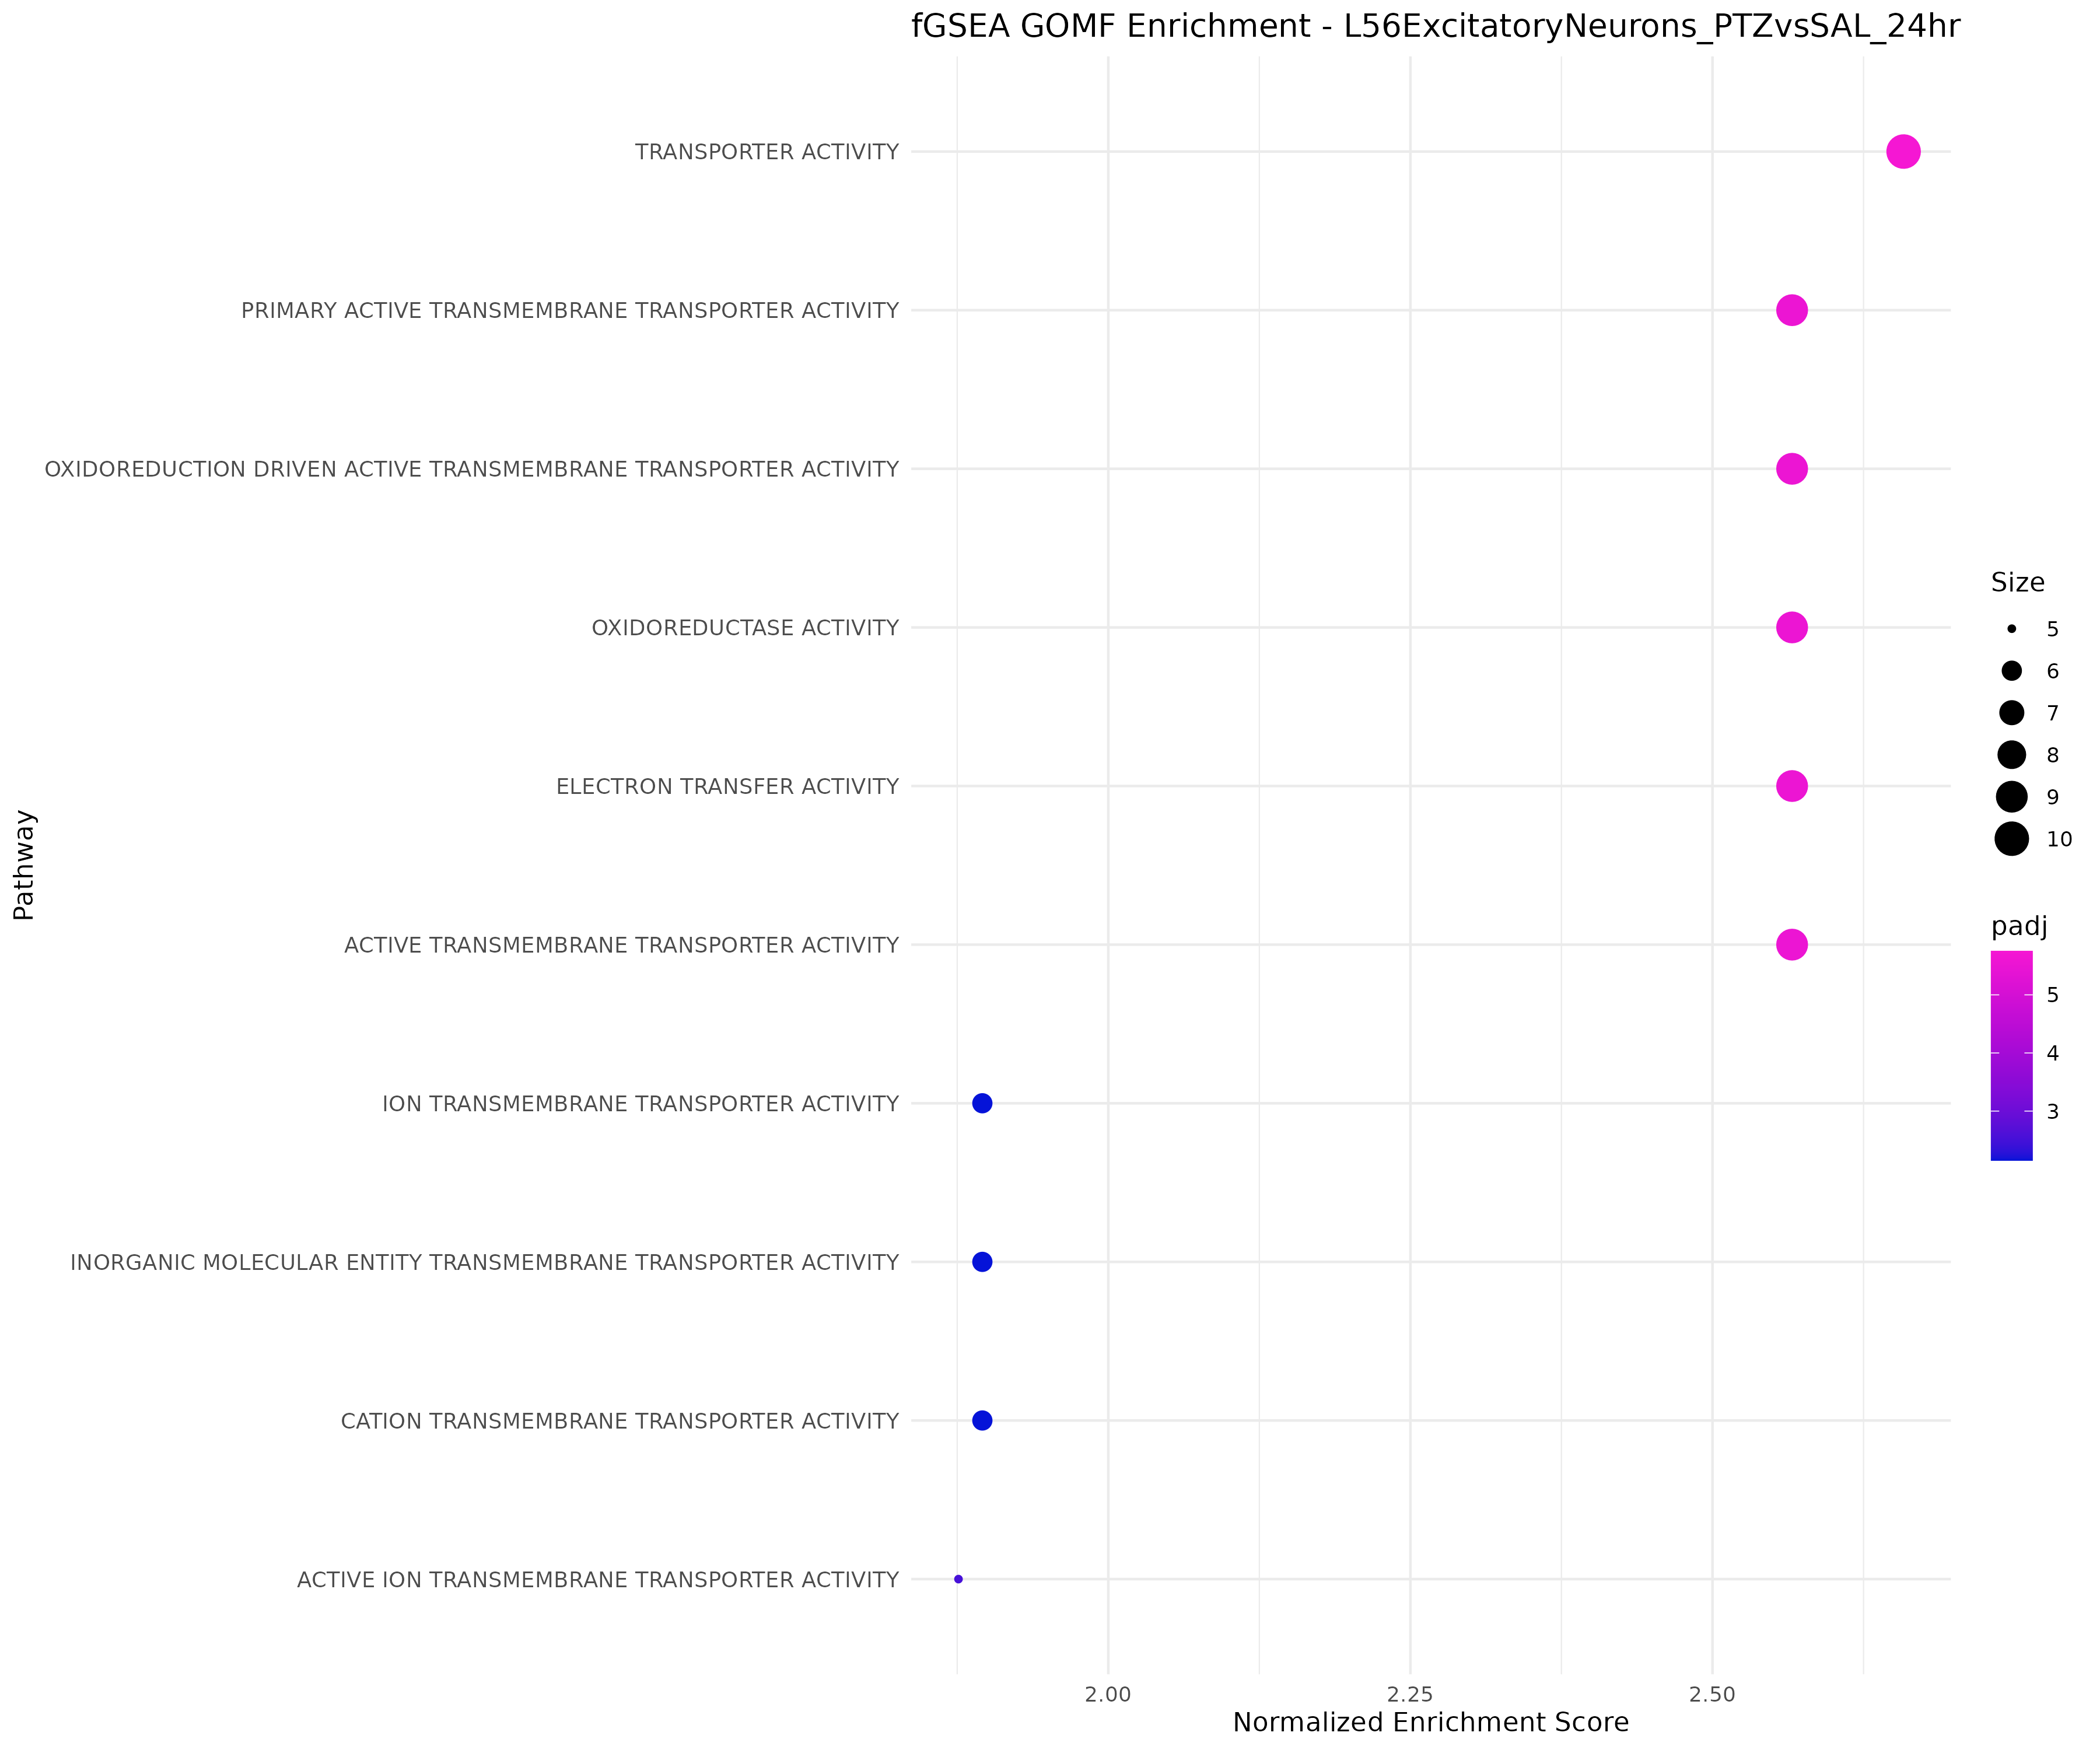 fGSEA GOMF Enrichment - L56ExcitatoryNeurons_PTZvsSAL_24hr
TRANSPORTER ACTIVITY
PRIMARY ACTIVE TRANSMEMBRANE TRANSPORTER ACTIVITY
OXIDOREDUCTION DRIVEN ACTIVE TRANSMEMBRANE TRANSPORTER ACTIVITY
OXIDOREDUCTASE ACTIVITY
ELECTRON TRANSFER ACTIVITY
ACTIVE TRANSMEMBRANE TRANSPORTER ACTIVITY
ION TRANSMEMBRANE TRANSPORTER ACTIVITY
INORGANIC MOLECULAR ENTITY TRANSMEMBRANE TRANSPORTER ACTIVITY
CATION TRANSMEMBRANE TRANSPORTER ACTIVITY
ACTIVE ION TRANSMEMBRANE TRANSPORTER ACTIVITY
Pathway
2.00 2.25 2.50
Normalized Enrichment Score
Size
5
6
7
8
9
10
padj
5
4
3